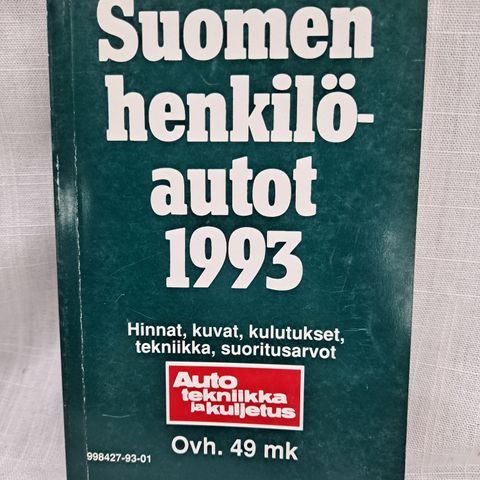 Suomen
henkilö-
autot
1993
Hinnat, kuvat, kulutukset,
tekniikka, suoritusarvot
Auto
tekniikka
ja kuljetus
Ovh. 49 mk
998427-93-01